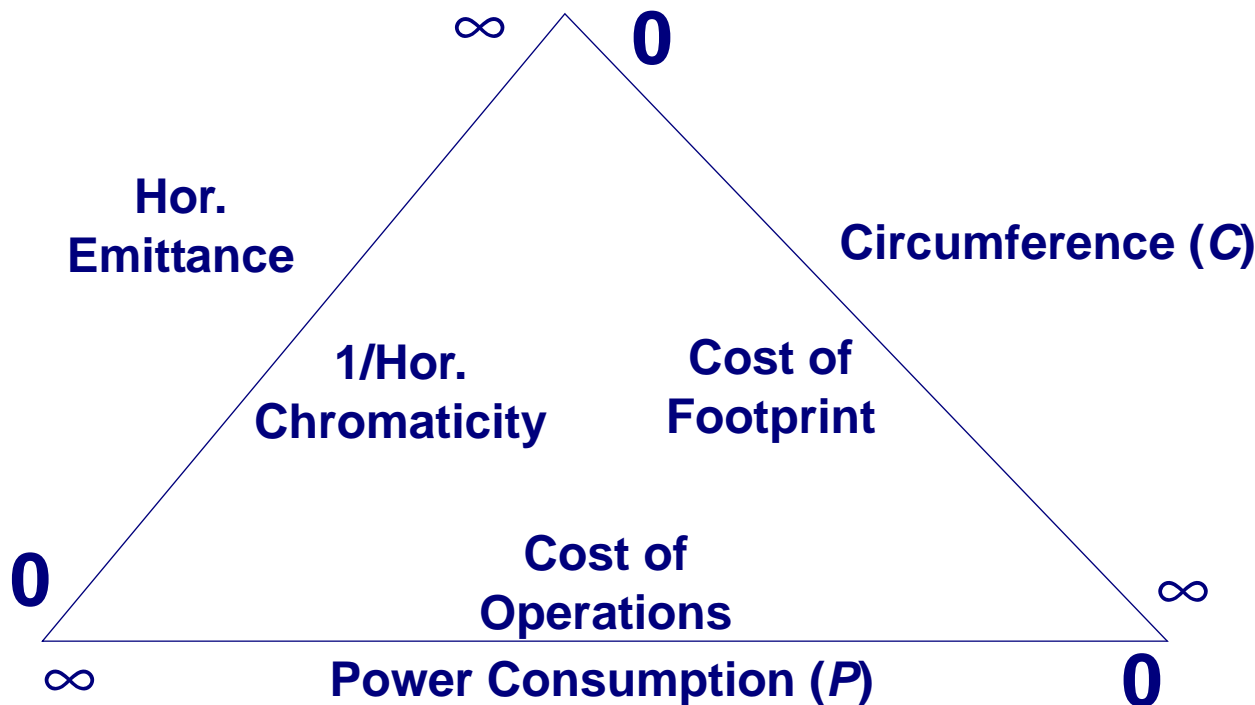 ∞
0
Hor.
Emittance
Circumference (C)
1/Hor.
Chromaticity
Cost of
Footprint
Cost of
Operations
0
∞
∞
Power Consumption (P)
0